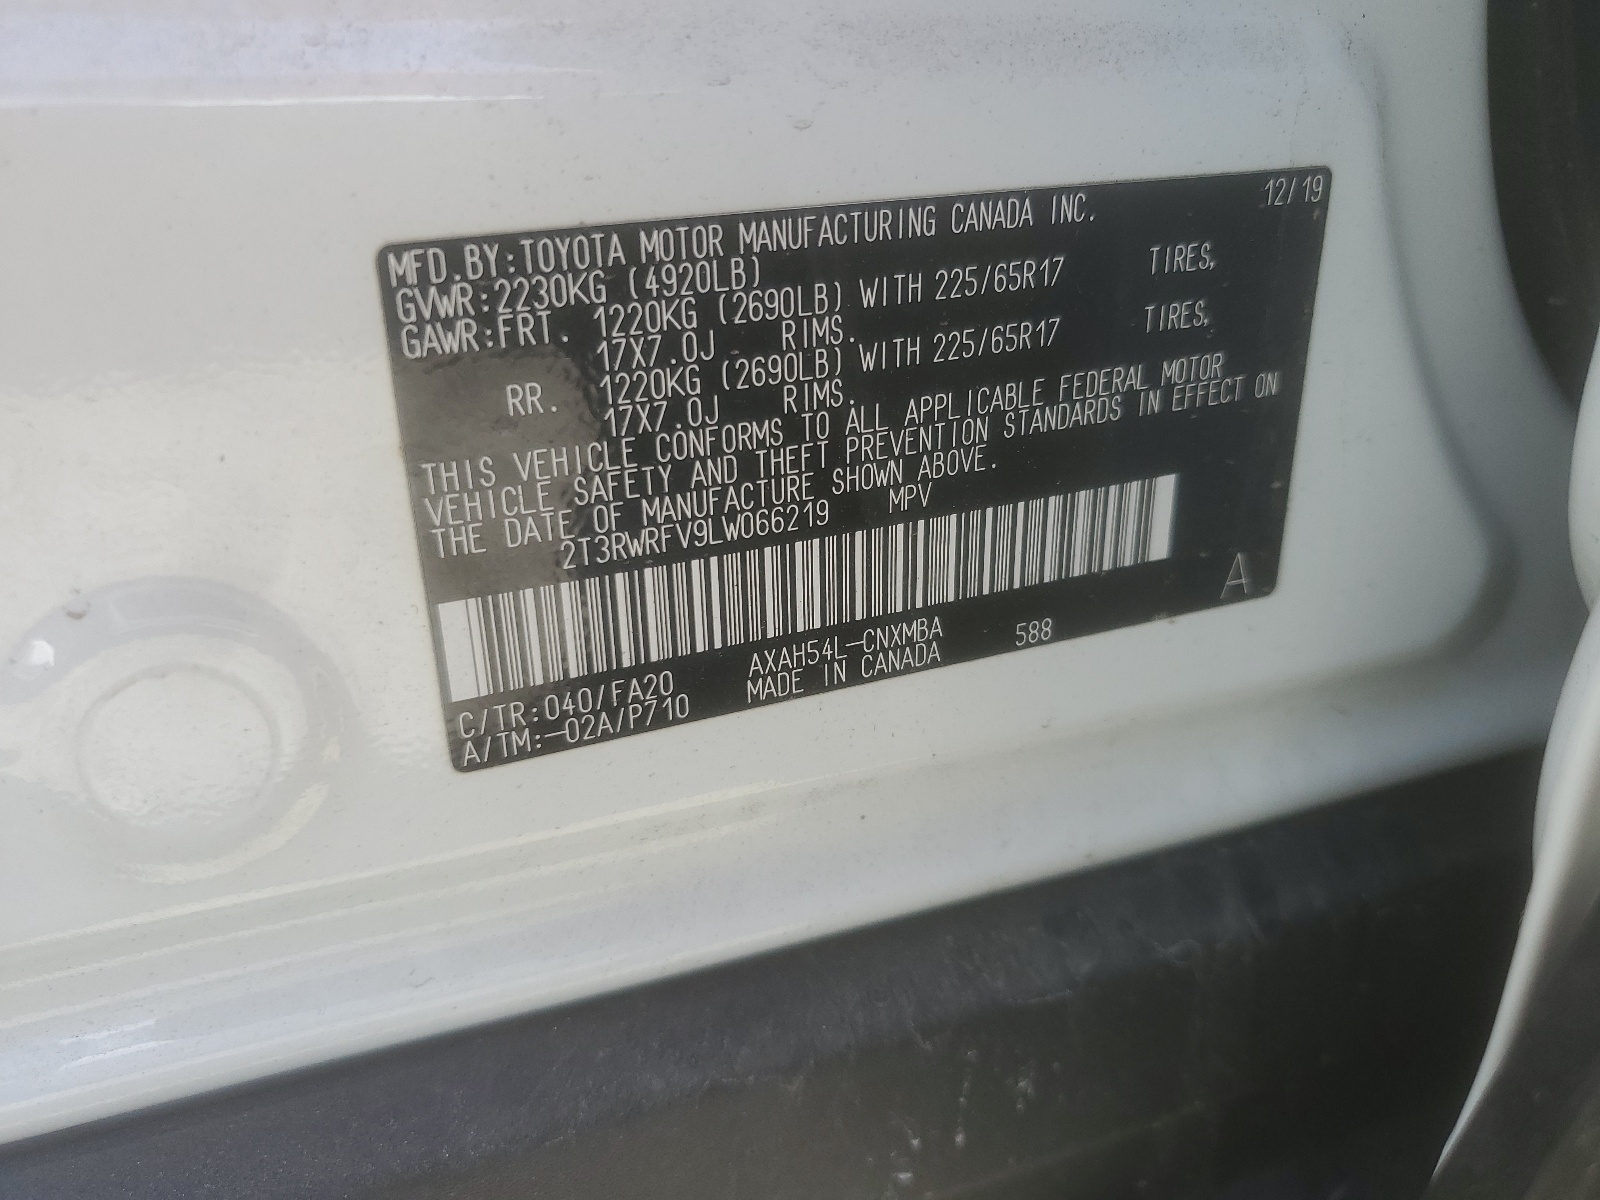 12/19
MFD.BY:TOYOTA MOTOR MANUFACTURING CANADA INC.
GVWR:2230KG (4920LB)
GAWR:FRT. 1220KG (2690LB) WITH 225/65R17 TIRES,
17X7.0J RIMS.
RR. 1220KG (2690LB) WITH 225/65R17 TIRES,
17X7.0J RIMS.
THIS VEHICLE CONFORMS TO ALL APPLICABLE FEDERAL MOTOR
VEHICLE SAFETY AND THEFT PREVENTION STANDARDS IN EFFECT ON
THE DATE OF MANUFACTURE SHOWN ABOVE.
2T3RWRFV9LW066219 MPV
A
C/TR:040/FA20 AXAH54L-CNXMBA 588
A/TM:-02A/P710 MADE IN CANADA